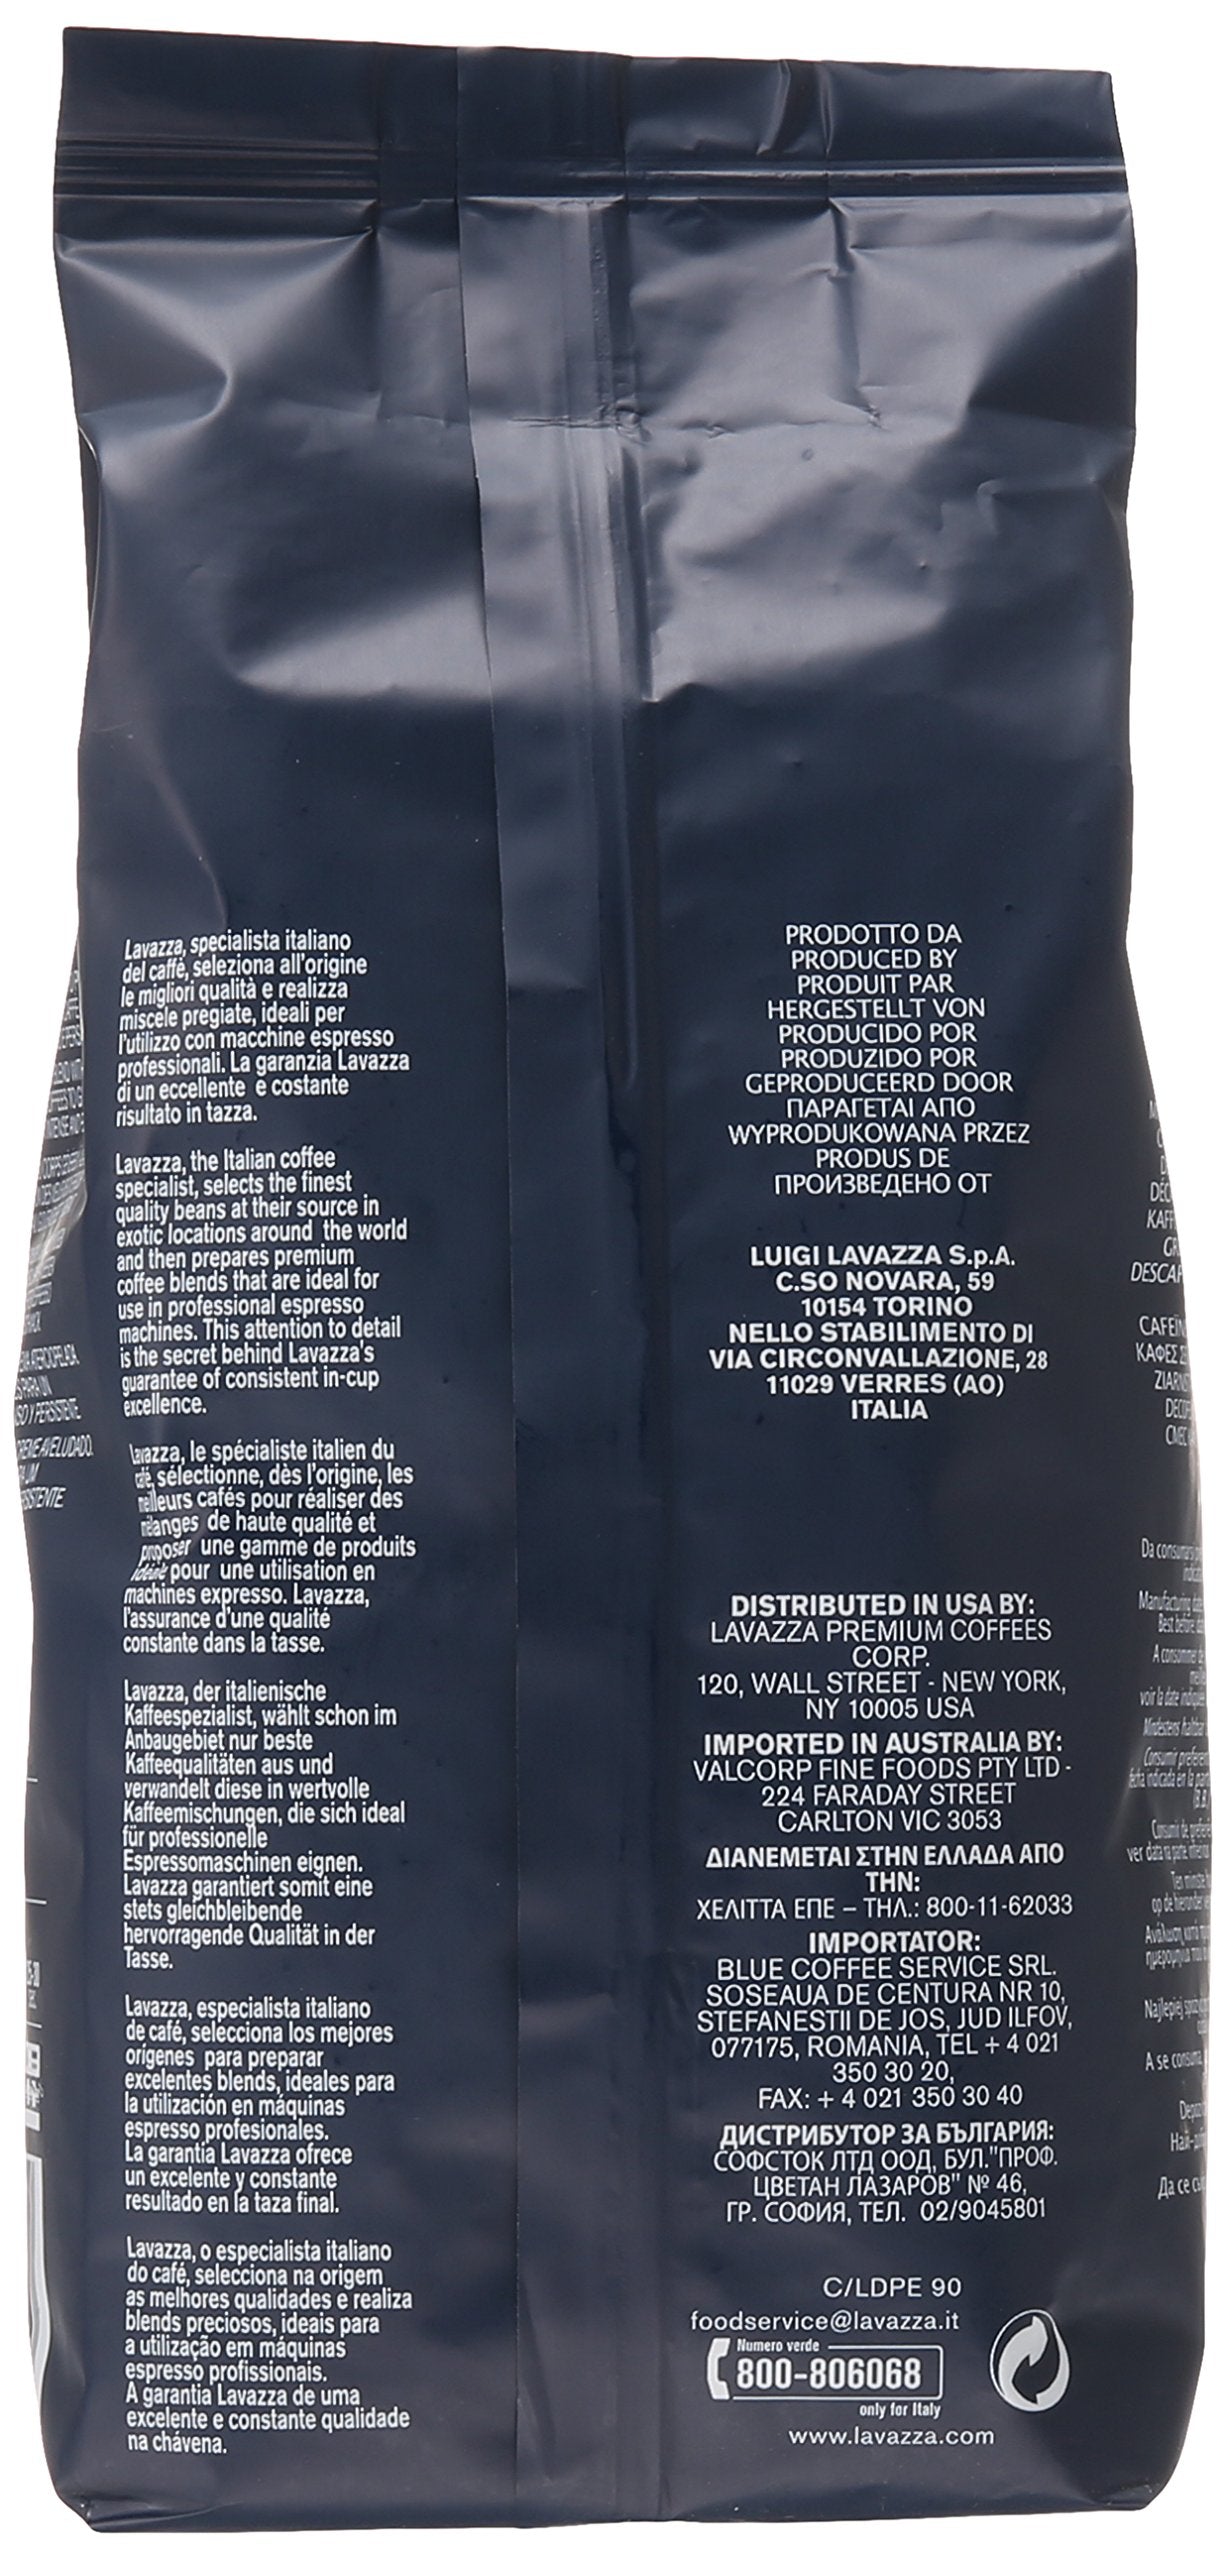 Lavazza, specialista italiano
del caffè, seleziona all'origine
le migliori qualità e realizza
miscele pregiate, ideali per
l'utilizzo con macchine espresso
professionali. La garanzia Lavazza
di un eccellente e costante
risultato in tazza.
Lavazza, the Italian coffee
specialist, selects the finest
quality beans at their source in
exotic locations around the world
and then prepares premium
coffee blends that are ideal for
use in professional espresso
machines. This attention to detail
is the secret behind Lavazza's
guarantee of consistent in-cup
excellence.
Lavazza, le spécialiste italien du
café, sélectionne, dès l'origine, les
meilleurs cafés pour réaliser des
mélanges de haute qualité et
proposer une gamme de produits
idéale pour une utilisation en
machines expresso. Lavazza,
l'assurance d'une qualité
constante dans la tasse.
Lavazza, der italienische
Kaffeespezialist, wählt schon im
Anbaugebiet nur beste
Kaffeequalitäten aus und
verwandelt diese in wertvolle
Kaffeemischungen, die sich ideal
für professionelle
Espressomaschinen eignen.
Lavazza garantiert somit eine
stets gleichbleibende
hervorragende Qualität in der
Tasse.
Lavazza, especialista italiano
de café, selecciona los mejores
orígenes para preparar
excelentes blends, ideales para
la utilización en máquinas
espresso profesionales.
La garantía Lavazza ofrece
un excelente y constante
resultado en la taza final.
Lavazza, o especialista italiano
do café, selecciona na origem
as melhores qualidades e realiza
blends preciosos, ideais para
a utilização em máquinas
espresso profissionais.
A garantia Lavazza de uma
excelente e constante qualidade
na chávena.
PRODOTTO DA
PRODUCED BY
PRODUIT PAR
HERGESTELLT VON
PRODUCIDO POR
PRODUZIDO POR
GEPRODUCEERD DOOR
ΠΑΡΑΓΕΤΑΙ ΑΠΟ
WYPRODUKOWANA PRZEZ
PRODUS DE
ПРОИЗВЕДЕНО ОТ
LUIGI LAVAZZA S.p.A.
C.SO NOVARA, 59
10154 TORINO
NELLO STABILIMENTO DI
VIA CIRCONVALLAZIONE, 28
11029 VERRES (AO)
ITALIA
DISTRIBUTED IN USA BY:
LAVAZZA PREMIUM COFFEES
CORP.
120, WALL STREET - NEW YORK,
NY 10005 USA
IMPORTED IN AUSTRALIA BY:
VALCORP FINE FOODS PTY LTD -
224 FARADAY STREET
CARLTON VIC 3053
ΔΙΑΝΕΜΕΤΑΙ ΣΤΗΝ ΕΛΛΑΔΑ ΑΠΟ
ΤΗΝ:
ΧΕΛΙΤΤΑ ΕΠΕ – ΤΗΛ.: 800-11-62033
IMPORTATOR:
BLUE COFFEE SERVICE SRL.
SOSEAUA DE CENTURA NR 10,
STEFANESTII DE JOS, JUD ILFOV,
077175, ROMANIA, TEL + 4 021
350 30 20,
FAX: + 4 021 350 30 40
ДИСТРИБУТОР ЗА БЪЛГАРИЯ:
СОФСТОК ЛТД ООД, БУЛ."ПРОФ.
ЦВЕТАН ЛАЗАРОВ" № 46,
ГР. СОФИЯ, ТЕЛ. 02/9045801
C/LDPE 90
foodservice@lavazza.it
Numero verde
800-806068
only for Italy
www.lavazza.com